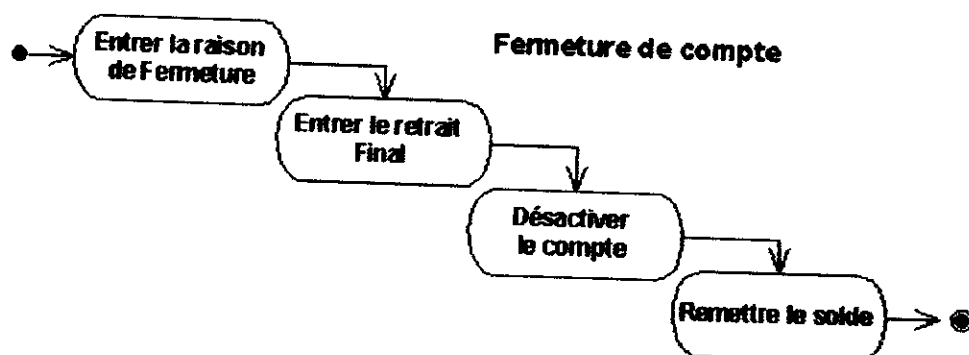 Entrer la raison
de Fermeture
Fermeture de compte
Entrer le retrait
Final
Désactiver
le compte
Remettre le solde